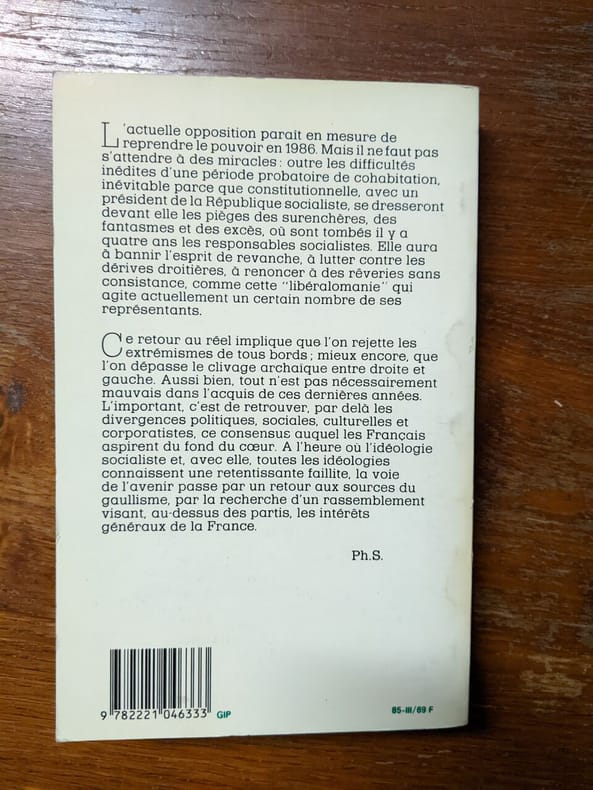 L'actuelle opposition paraît en mesure de
reprendre le pouvoir en 1986. Mais il ne faut pas
s'attendre à des miracles : outre les difficultés
inédites d'une période probatoire de cohabitation,
inévitable parce que constitutionnelle, avec un
président de la République socialiste, se dresseront
devant elle les pièges des surenchères, des
fantasmes et des excès, où sont tombés il y a
quatre ans les responsables socialistes. Elle aura
à bannir l'esprit de revanche, à lutter contre les
dérives droitières, à renoncer à des rêveries sans
consistance, comme cette "libéralomanie" qui
agite actuellement un certain nombre de ses
représentants.
Ce retour au réel implique que l'on rejette les
extrémismes de tous bords ; mieux encore, que
l'on dépasse le clivage archaïque entre droite et
gauche. Aussi bien, tout n'est pas nécessairement
mauvais dans l'acquis de ces dernières années.
L'important, c'est de retrouver, par delà les
divergences politiques, sociales, culturelles et
corporatistes, ce consensus auquel les Français
aspirent du fond du cœur. A l'heure où l'idéologie
socialiste et, avec elle, toutes les idéologies
connaissent une retentissante faillite, la voie
de l'avenir passe par un retour aux sources du
gaullisme, par la recherche d'un rassemblement
visant, au-dessus des partis, les intérêts
généraux de la France.
Ph.S.
9 782221 046333 GIP
85-III/69 F